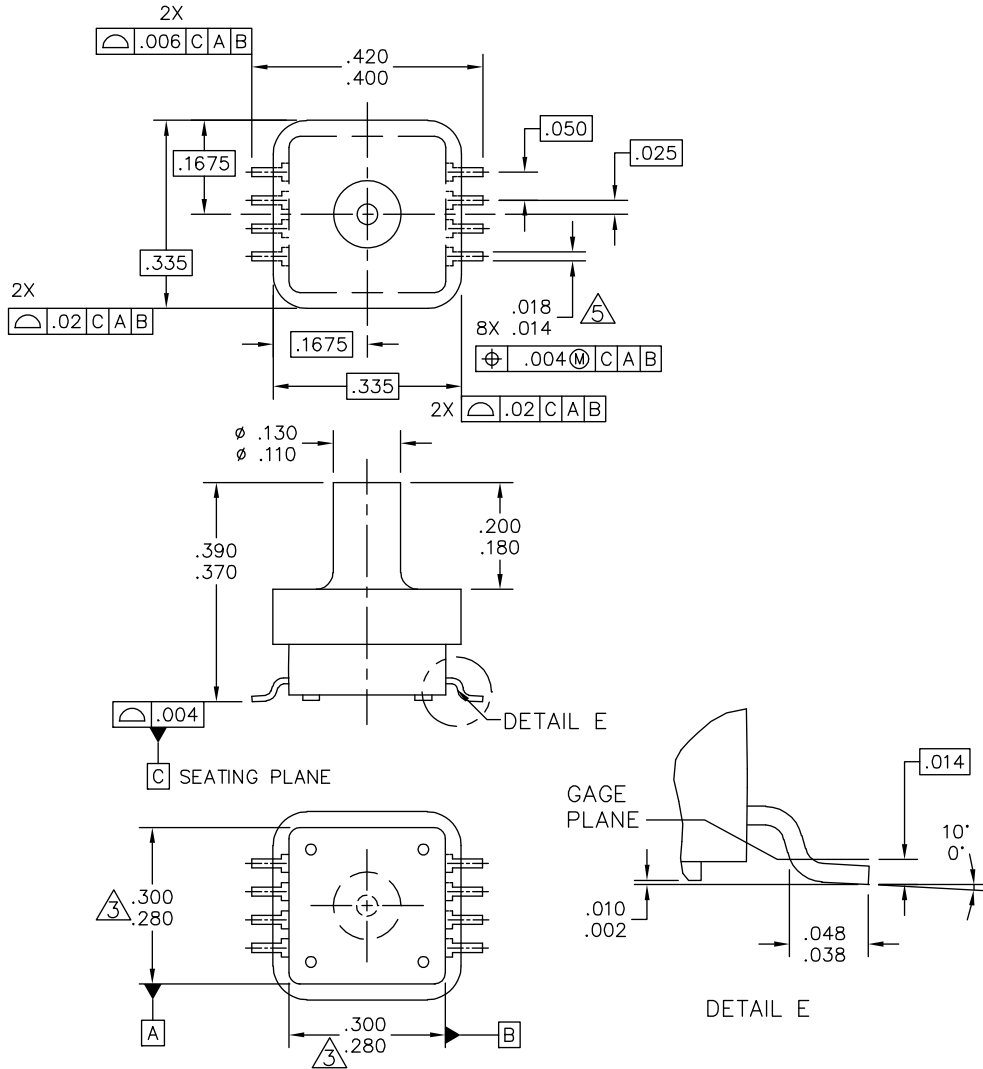 2X
⌓ .006 C A B
.420
.400
.050
.025
.1675
.335
2X
⌓ .02 C A B
.018
8X .014
5
⌖ .004 Ⓜ C A B
.1675
.335
2X ⌓ .02 C A B
ø .130
ø .110
.200
.180
.390
.370
⌓ .004
DETAIL E
C SEATING PLANE
.014
GAGE
PLANE
10°
0°
.010
.002
.048
.038
DETAIL E
3 .300
.280
A
.300
3 .280
B